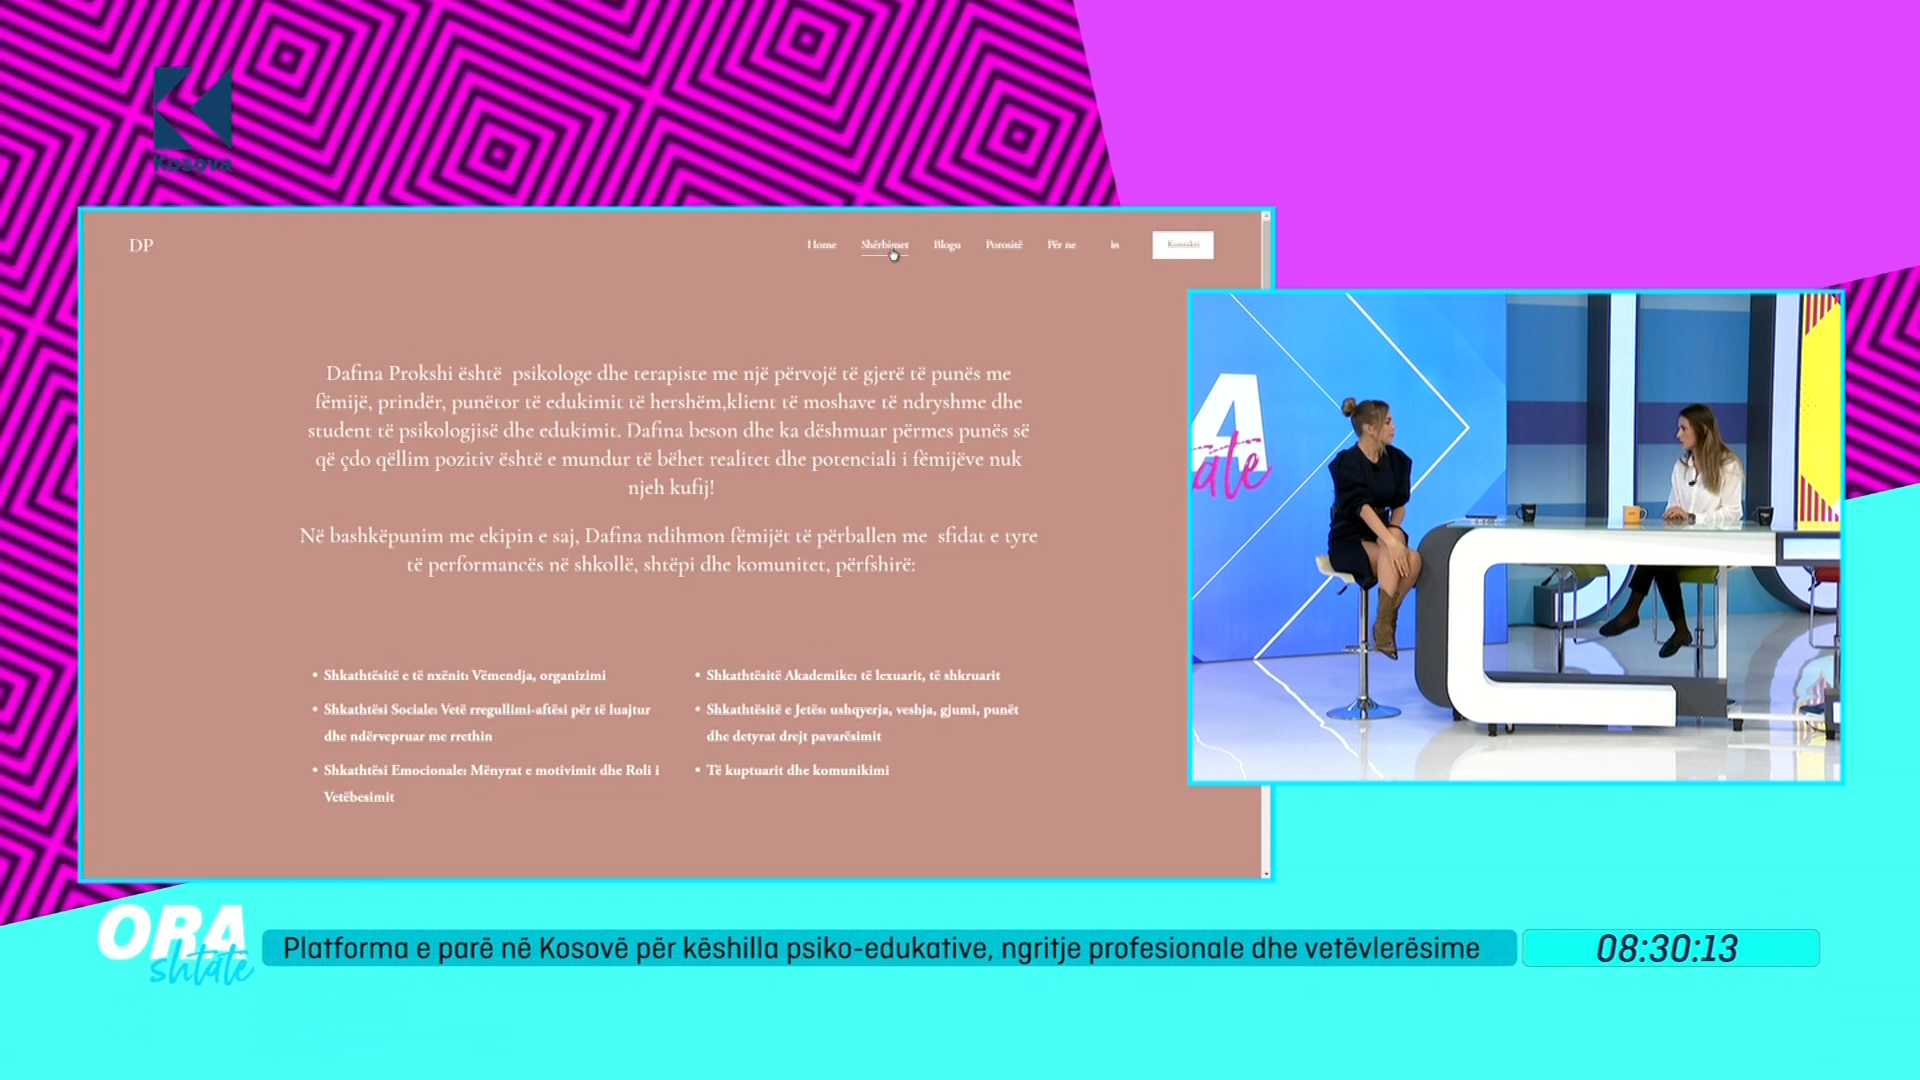 Kosova
DP
Home Shërbimet Blogu Porositë Për ne in Kontakti
Dafina Prokshi është psikologe dhe terapiste me një përvojë të gjerë të punës me
fëmijë, prindër, punëtor të edukimit të hershëm,klient të moshave të ndryshme dhe
student të psikologjisë dhe edukimit. Dafina beson dhe ka dëshmuar përmes punës së
që çdo qëllim pozitiv është e mundur të bëhet realitet dhe potenciali i fëmijëve nuk
njeh kufij!
Në bashkëpunim me ekipin e saj, Dafina ndihmon fëmijët të përballen me sfidat e tyre
të performancës në shkollë, shtëpi dhe komunitet, përfshirë:
• Shkathtësitë e të nxënit: Vëmendja, organizimi
• Shkathtësi Sociale: Vetë rregullimi-aftësi për të luajtur
dhe ndërvepruar me rrethin
• Shkathtësi Emocionale: Mënyrat e motivimit dhe Roli i
Vetëbesimit
• Shkathtësitë Akademike: të lexuarit, të shkruarit
• Shkathtësitë e Jetës: ushqyerja, veshja, gjumi, punët
dhe detyrat drejt pavarësimit
• Të kuptuarit dhe komunikimi
A
ate
ORA
shtatë
Platforma e parë në Kosovë për këshilla psiko-edukative, ngritje profesionale dhe vetëvlerësime
08:30:13